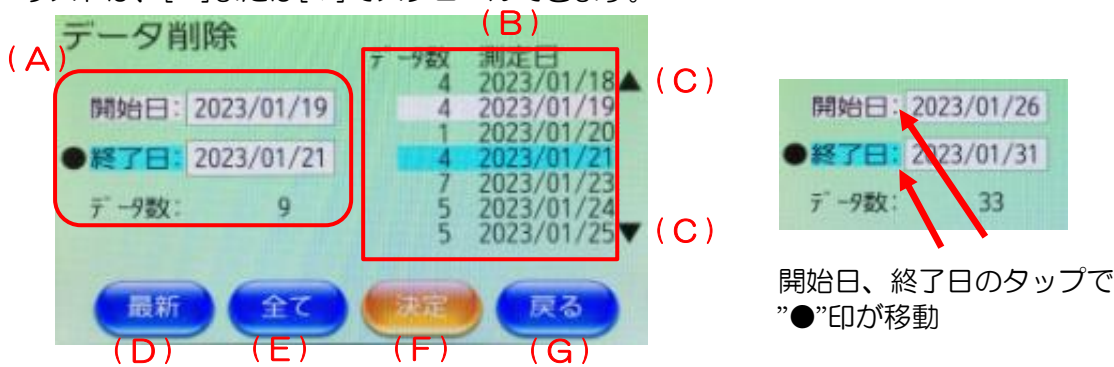 データ削除
(A)
(B)
データ数 測定日
4 2023/01/18▲ (C)
開始日: 2023/01/19
4 2023/01/19
1 2023/01/20
●終了日: 2023/01/21
4 2023/01/21
7 2023/01/23
データ数: 9
5 2023/01/24
5 2023/01/25▼ (C)
最新 全て 決定 戻る
(D) (E) (F) (G)
開始日: 2023/01/26
●終了日: 2023/01/31
データ数: 33
開始日、終了日のタップで
”●”印が移動